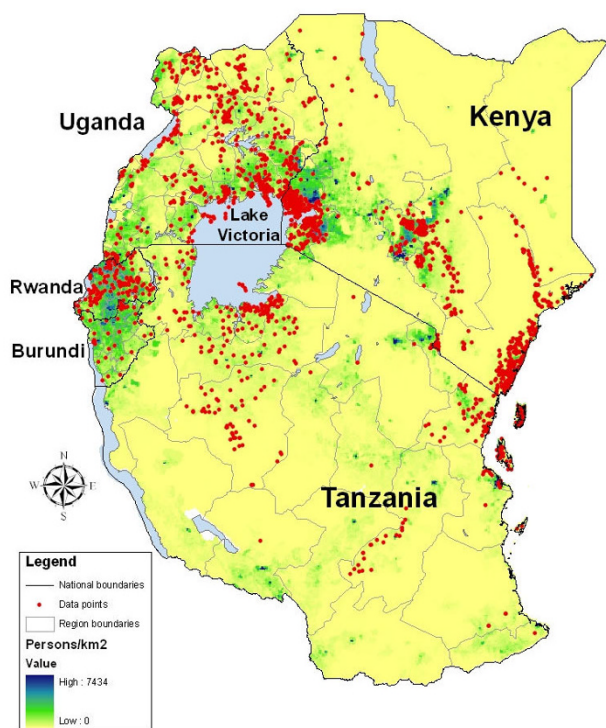 Uganda
Kenya
Lake
Victoria
Rwanda
Burundi
N
W
E
S
Tanzania
Legend
National boundaries
Data points
Region boundaries
Persons/km2
Value
High : 7434
Low : 0